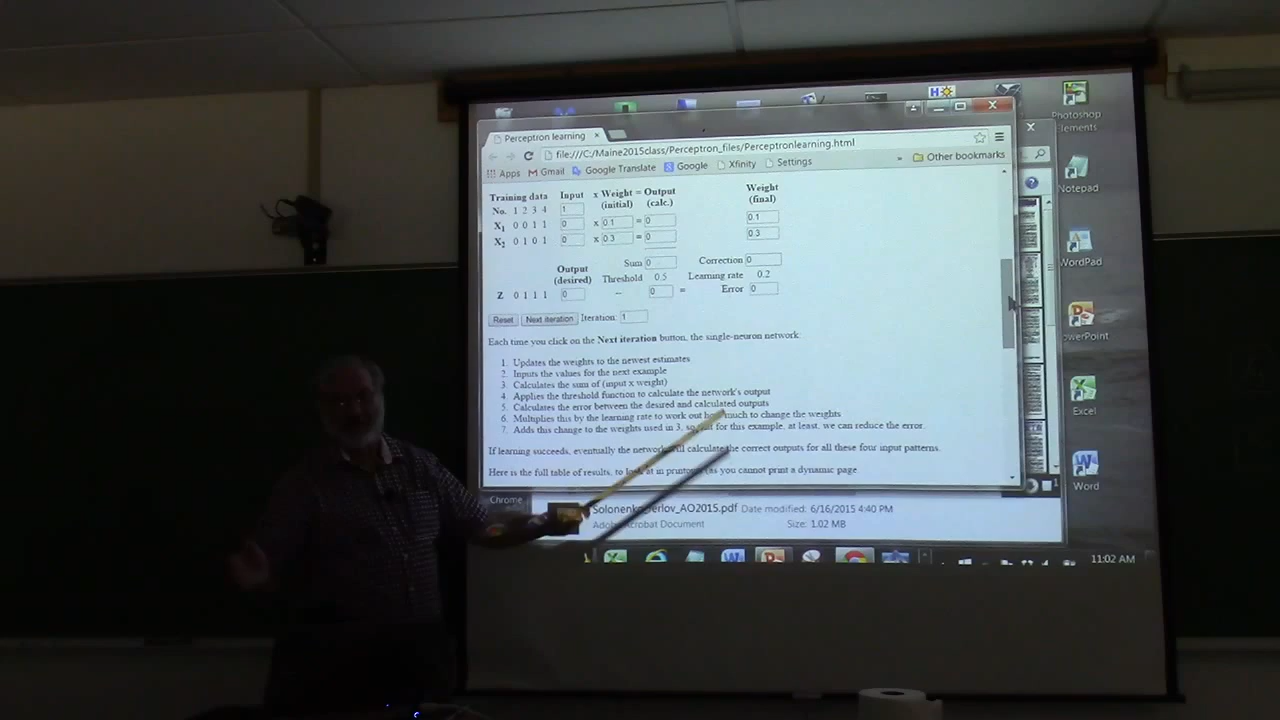 Photoshop
Elements
Perceptron learning
file:///C:/Maine2015class/Perceptron_files/Perceptronlearning.html
Apps Gmail Google Translate Google Xfinity Settings » Other bookmarks
Notepad
Training data Input x Weight = Output Weight
(initial) (calc.) (final)
No. 1 2 3 4 1
X1 0 0 1 1 0 x 0.1 = 0 0.1
X2 0 1 0 1 0 x 0.3 = 0 0.3
WordPad
Sum 0 Correction 0
Output
(desired) Threshold 0.5 Learning rate 0.2
Z 0 1 1 1 0 – 0 = Error 0
Reset Next iteration Iteration: 1
PowerPoint
Each time you click on the Next iteration button, the single-neuron network:
1. Updates the weights to the newest estimates
2. Inputs the values for the next example
3. Calculates the sum of (input x weight)
4. Applies the threshold function to calculate the network's output
5. Calculates the error between the desired and calculated outputs
6. Multiplies this by the learning rate to work out how much to change the weights
7. Adds this change to the weights used in 3, so that for this example, at least, we can reduce the error.
Excel
If learning succeeds, eventually the network will calculate the correct outputs for all these four input patterns.
Here is the full table of results, to look at in (as you cannot print a dynamic page
Word
Chrome
Date modified: 6/16/2015 4:40 PM
Acrobat Document Size: 1.02 MB
11:02 AM